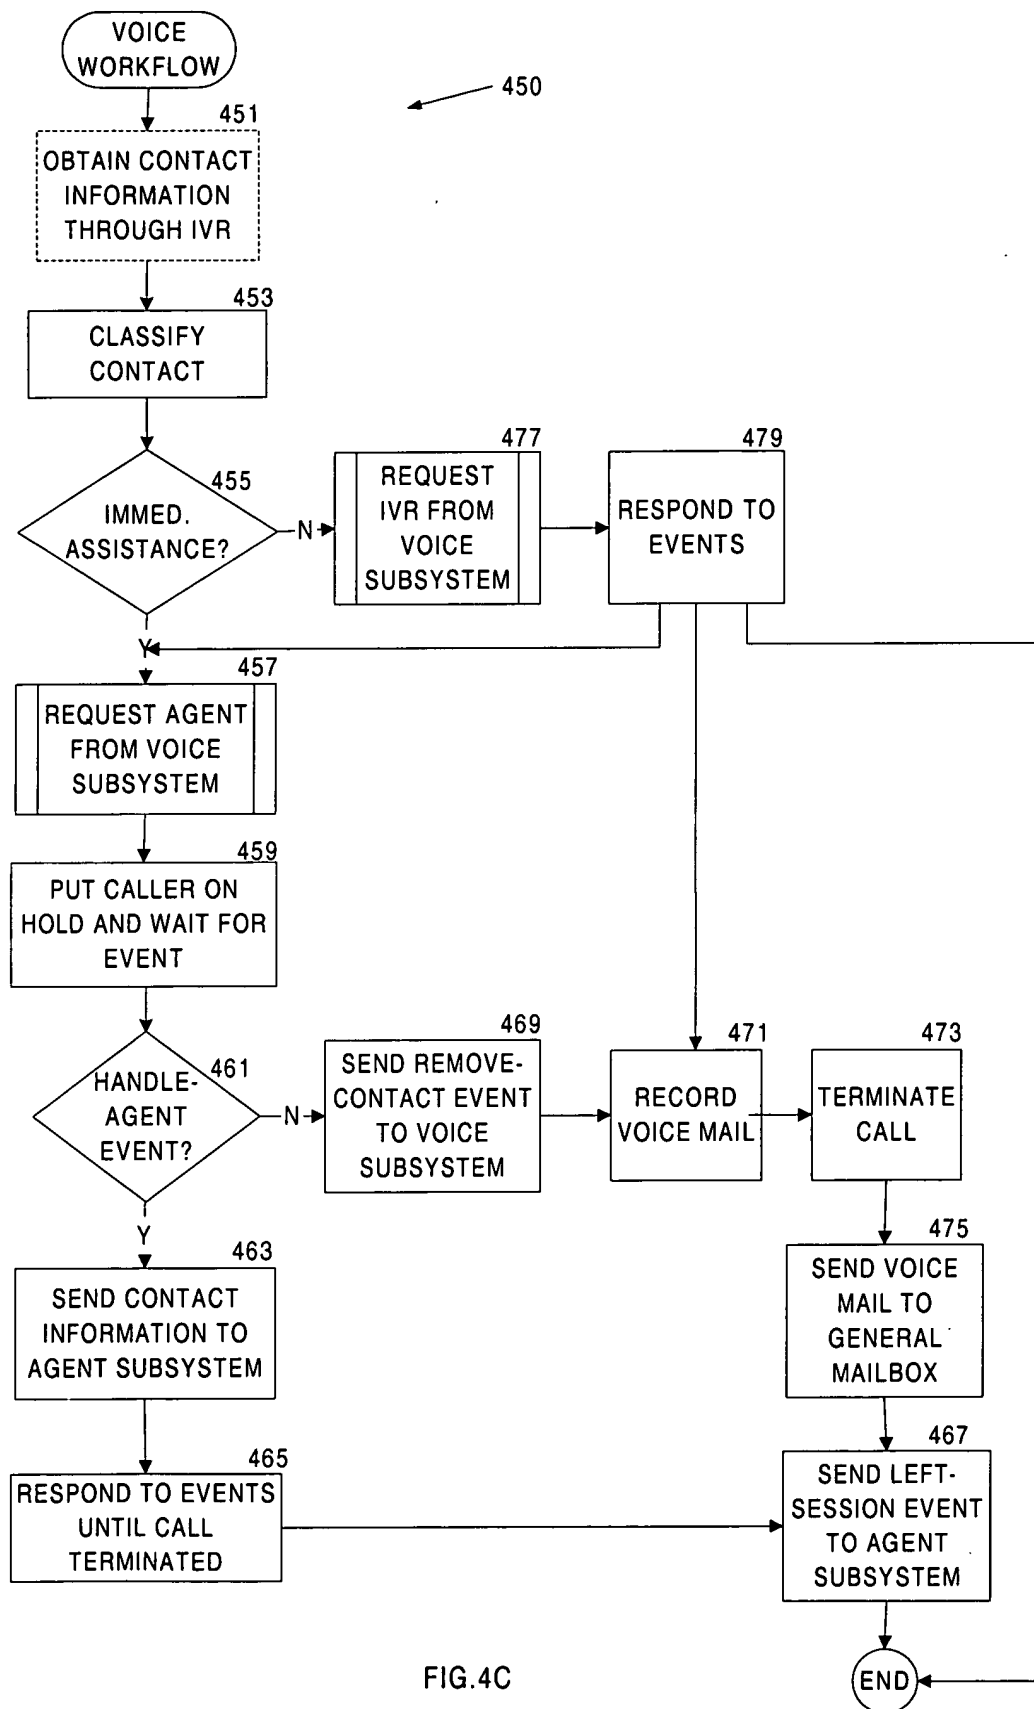 VOICE
WORKFLOW
450
451
OBTAIN CONTACT
INFORMATION
THROUGH IVR
453
CLASSIFY
CONTACT
455
IMMED.
ASSISTANCE?
N
477
REQUEST
IVR FROM
VOICE
SUBSYSTEM
479
RESPOND TO
EVENTS
Y
457
REQUEST AGENT
FROM VOICE
SUBSYSTEM
459
PUT CALLER ON
HOLD AND WAIT FOR
EVENT
461
HANDLE-
AGENT
EVENT?
N
469
SEND REMOVE-
CONTACT EVENT
TO VOICE
SUBSYSTEM
471
RECORD
VOICE MAIL
473
TERMINATE
CALL
Y
463
SEND CONTACT
INFORMATION TO
AGENT SUBSYSTEM
475
SEND VOICE
MAIL TO
GENERAL
MAILBOX
465
RESPOND TO EVENTS
UNTIL CALL
TERMINATED
467
SEND LEFT-
SESSION EVENT
TO AGENT
SUBSYSTEM
END
FIG.4C